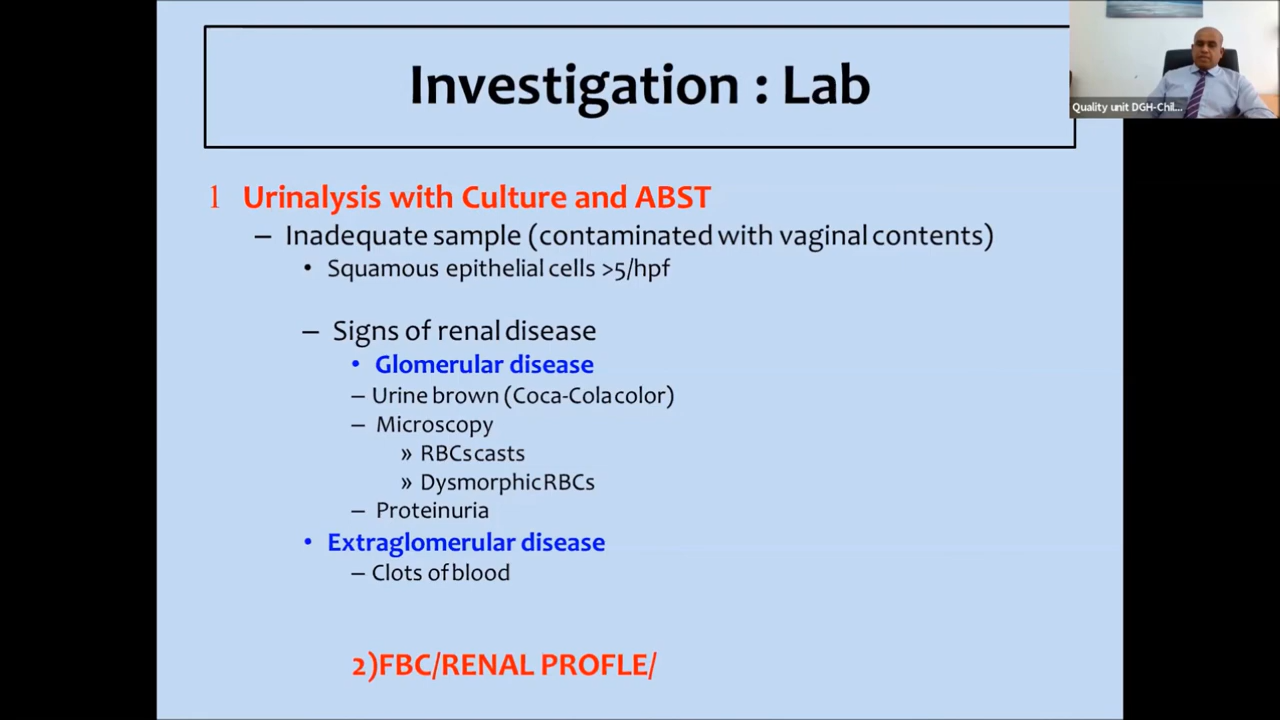 Investigation : Lab
Quality unit DGH-Chil...
1 Urinalysis with Culture and ABST
– Inadequate sample (contaminated with vaginal contents)
• Squamous epithelial cells >5/hpf
– Signs of renal disease
• Glomerular disease
– Urine brown (Coca-Cola color)
– Microscopy
» RBCs casts
» Dysmorphic RBCs
– Proteinuria
• Extraglomerular disease
– Clots of blood
2)FBC/RENAL PROFLE/